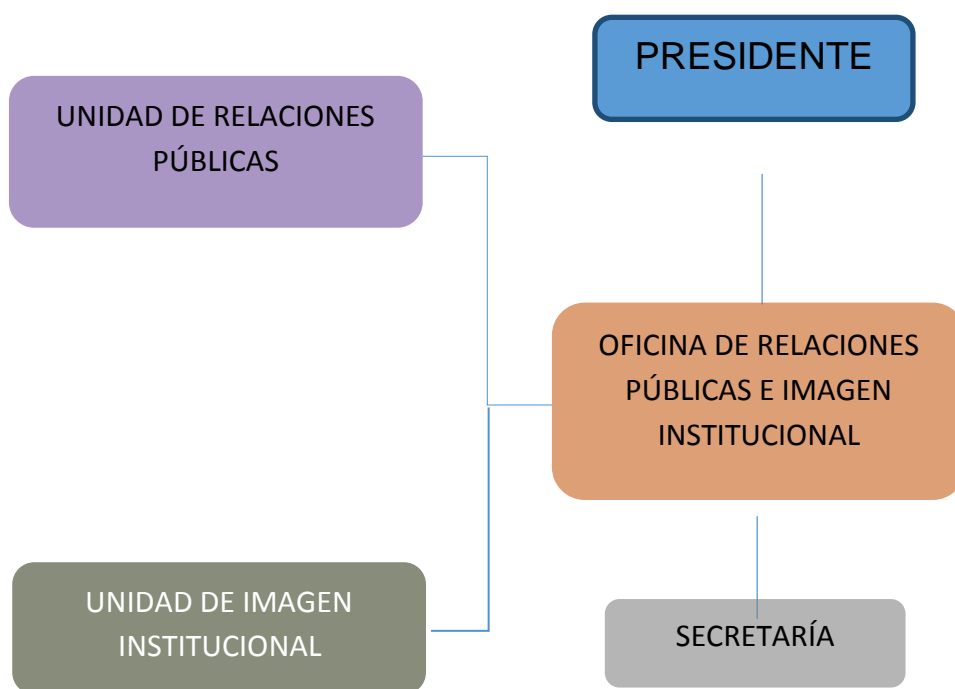 PRESIDENTE
UNIDAD DE RELACIONES
PÚBLICAS
OFICINA DE RELACIONES
PÚBLICAS E IMAGEN
INSTITUCIONAL
UNIDAD DE IMAGEN
INSTITUCIONAL
SECRETARÍA